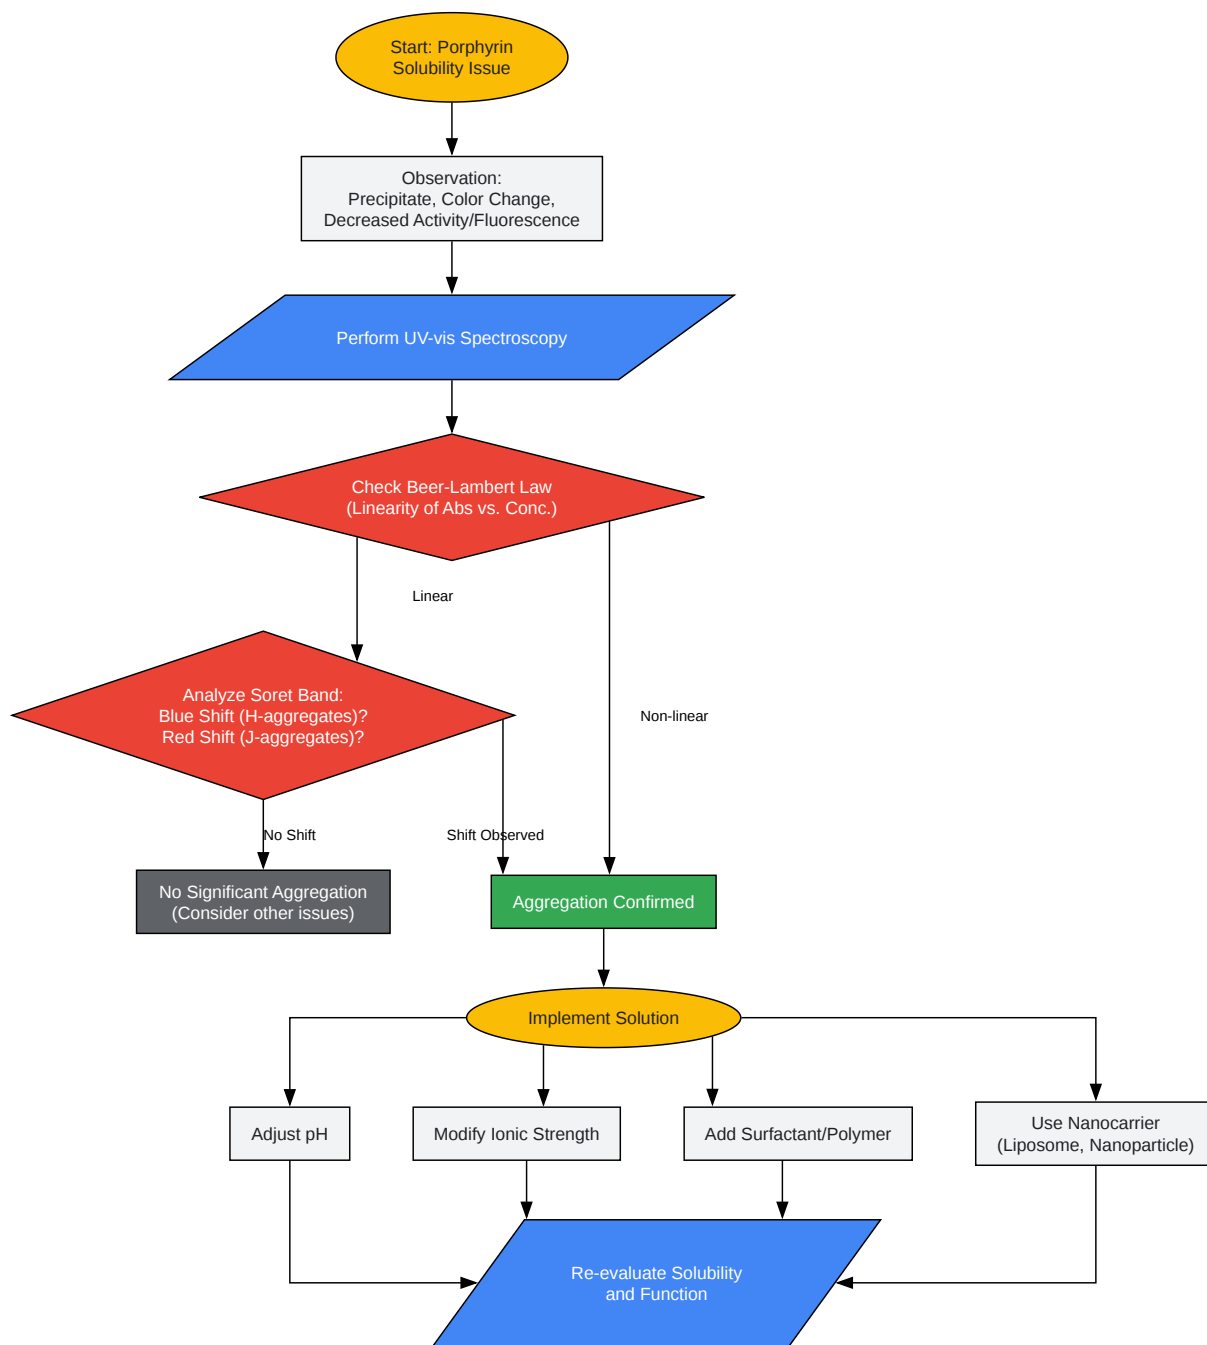 Start: Porphyrin
Solubility Issue
Observation:
Precipitate, Color Change,
Decreased Activity/Fluorescence
Perform UV-vis Spectroscopy
Check Beer-Lambert Law
(Linearity of Abs vs. Conc.)
Linear
Analyze Soret Band:
Blue Shift (H-aggregates)?
Red Shift (J-aggregates)?
Non-linear
No Shift
Shift Observed
No Significant Aggregation
(Consider other issues)
Aggregation Confirmed
Implement Solution
Adjust pH
Modify Ionic Strength
Add Surfactant/Polymer
Use Nanocarrier
(Liposome, Nanoparticle)
Re-evaluate Solubility
and Function